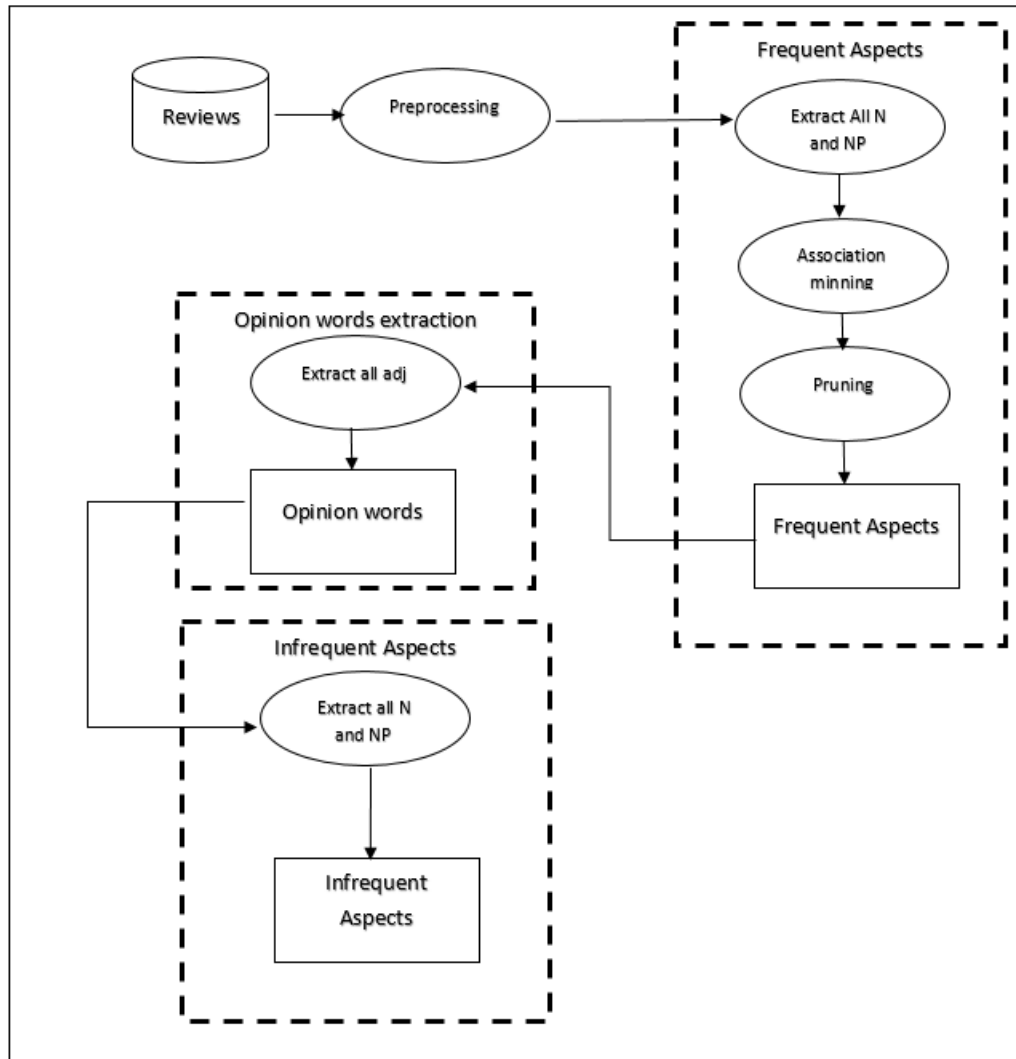 Frequent Aspects
Reviews
Preprocessing
Extract All N
and NP
Association
minning
Pruning
Frequent Aspects
Opinion words extraction
Extract all adj
Opinion words
Infrequent Aspects
Extract all N
and NP
Infrequent
Aspects